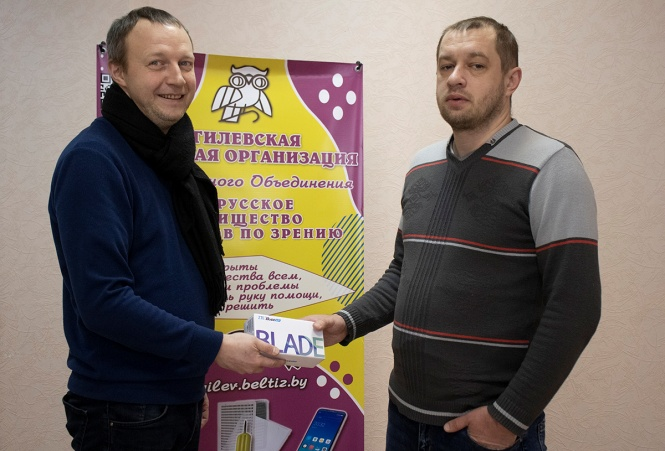 ГИЛЕВСКАЯ
АЯ ОРГАНИЗАЦИЯ
ного Объединения
РУССКОЕ
ИЩЕСТВО
В ПО ЗРЕНИЮ
рыты
ества всем,
и проблемы
ь руку помощи,
решить
BLADE
ilev.beltiz.by